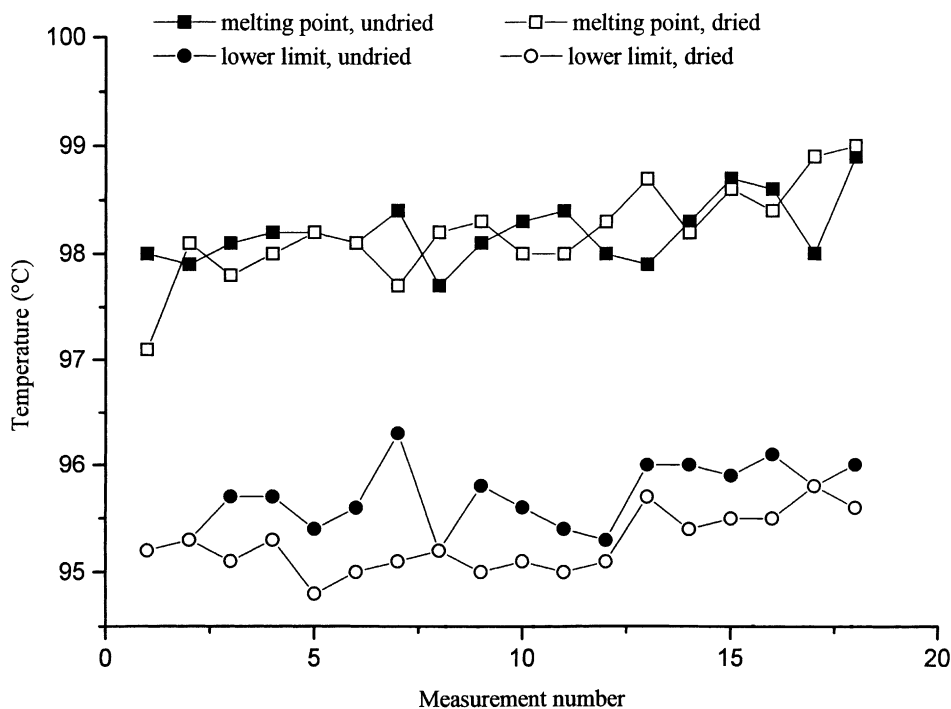 melting point, undried melting point, dried
lower limit, undried lower limit, dried
100
99
98
97
96
95
Temperature (°C)
0 5 10 15 20
Measurement number